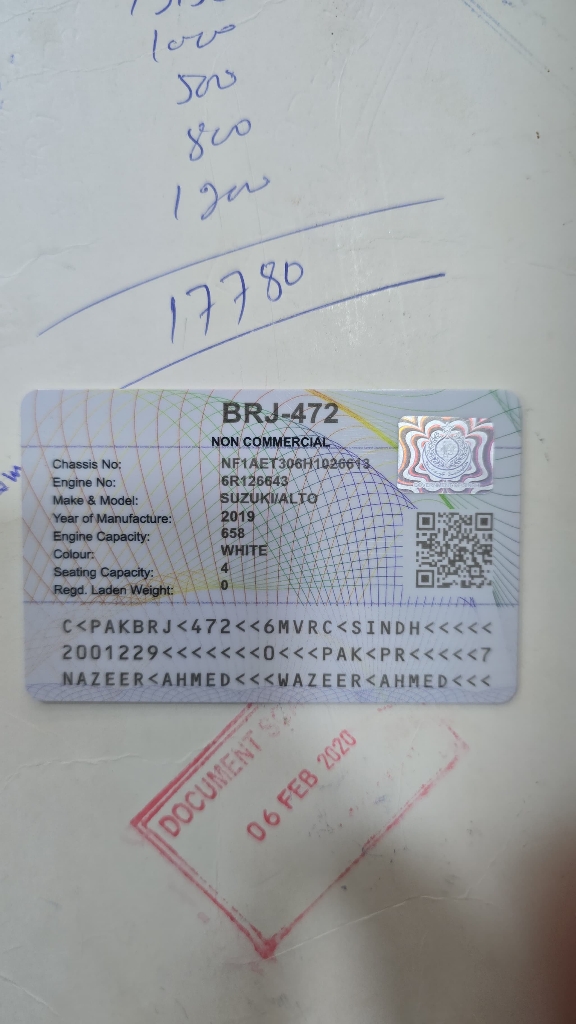 1000
500
800
1200
17780
BRJ-472
NON COMMERCIAL
Chassis No: NF1AET306H1026613
Engine No: 6R126643
Make & Model: SUZUKI/ALTO
Year of Manufacture: 2019
Engine Capacity: 658
Colour: WHITE
Seating Capacity: 4
Regd. Laden Weight: 0
C<PAKBRJ<472<<6MVRC<SINDH<<<<<
2001229<<<<<<<0<<<PAK<PR<<<<<7
NAZEER<AHMED<<<WAZEER<AHMED<<<
DOCUMENT
06 FEB 2020